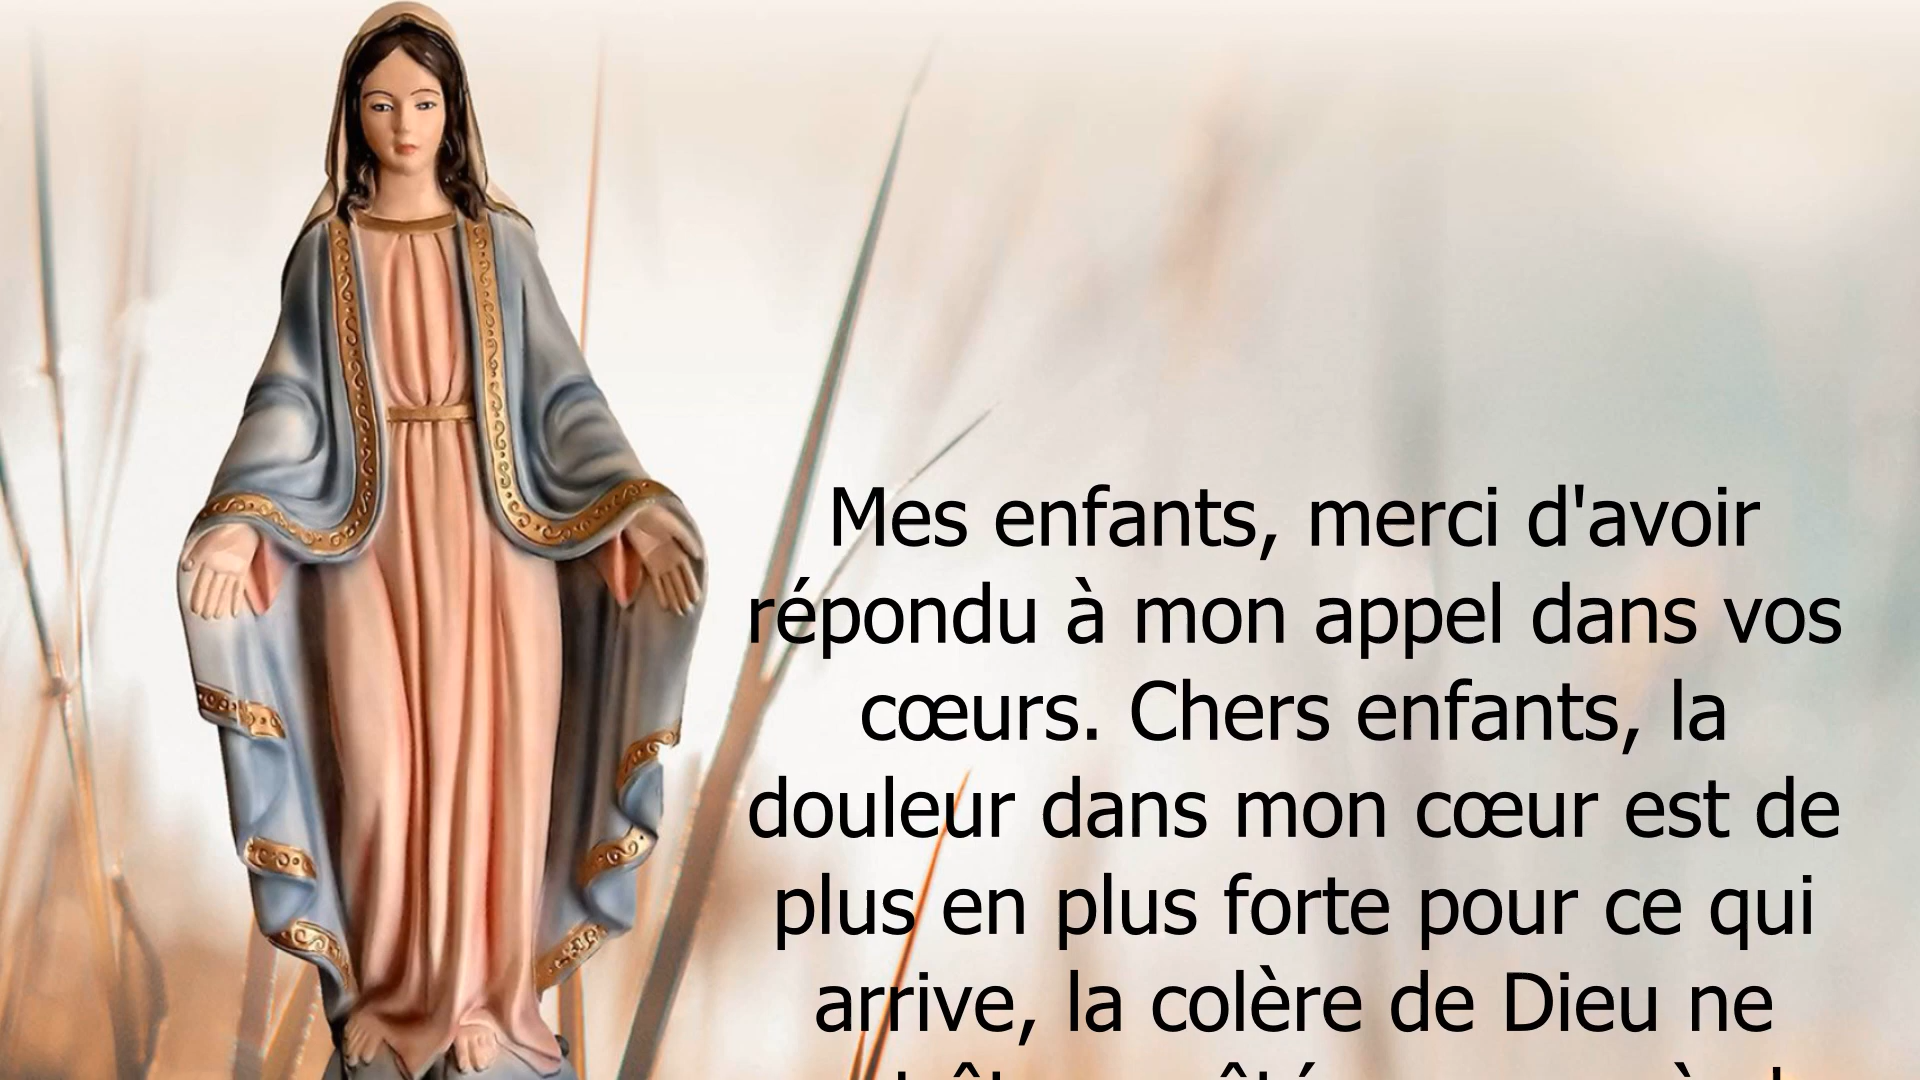 Mes enfants, merci d'avoir
répondu à mon appel dans vos
cœurs. Chers enfants, la
douleur dans mon cœur est de
plus en plus forte pour ce qui
arrive, la colère de Dieu ne